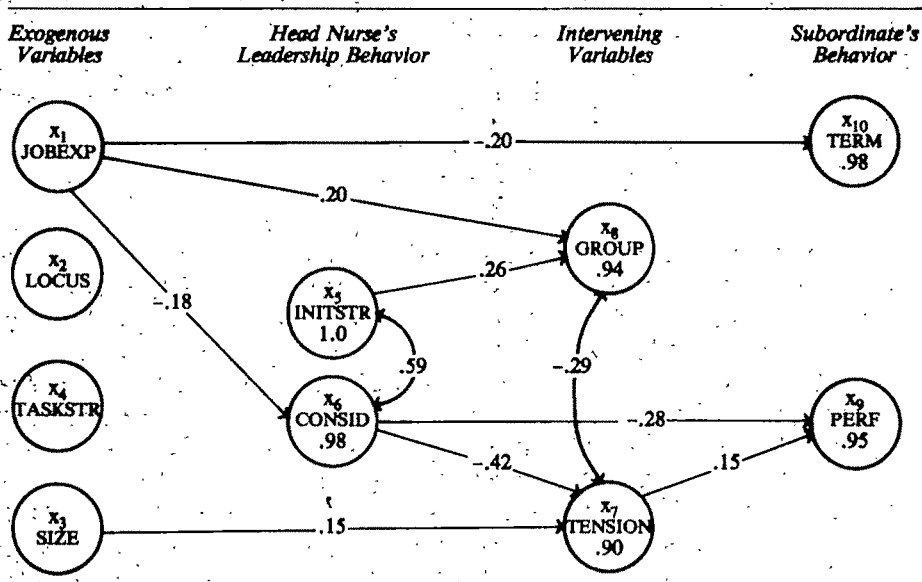 Exogenous Variables
Head Nurse's Leadership Behavior
Intervening Variables
Subordinate's Behavior
x1
JOBEXP
-.20
x10
TERM
.98
.20
x8
GROUP
.94
x2
LOCUS
-.18
.26
x5
INITSTR
1.0
.59
-.29
x4
TASKSTR
x6
CONSID
.98
-.28
x9
PERF
.95
-.42
.15
x3
SIZE
.15
x7
TENSION
.90